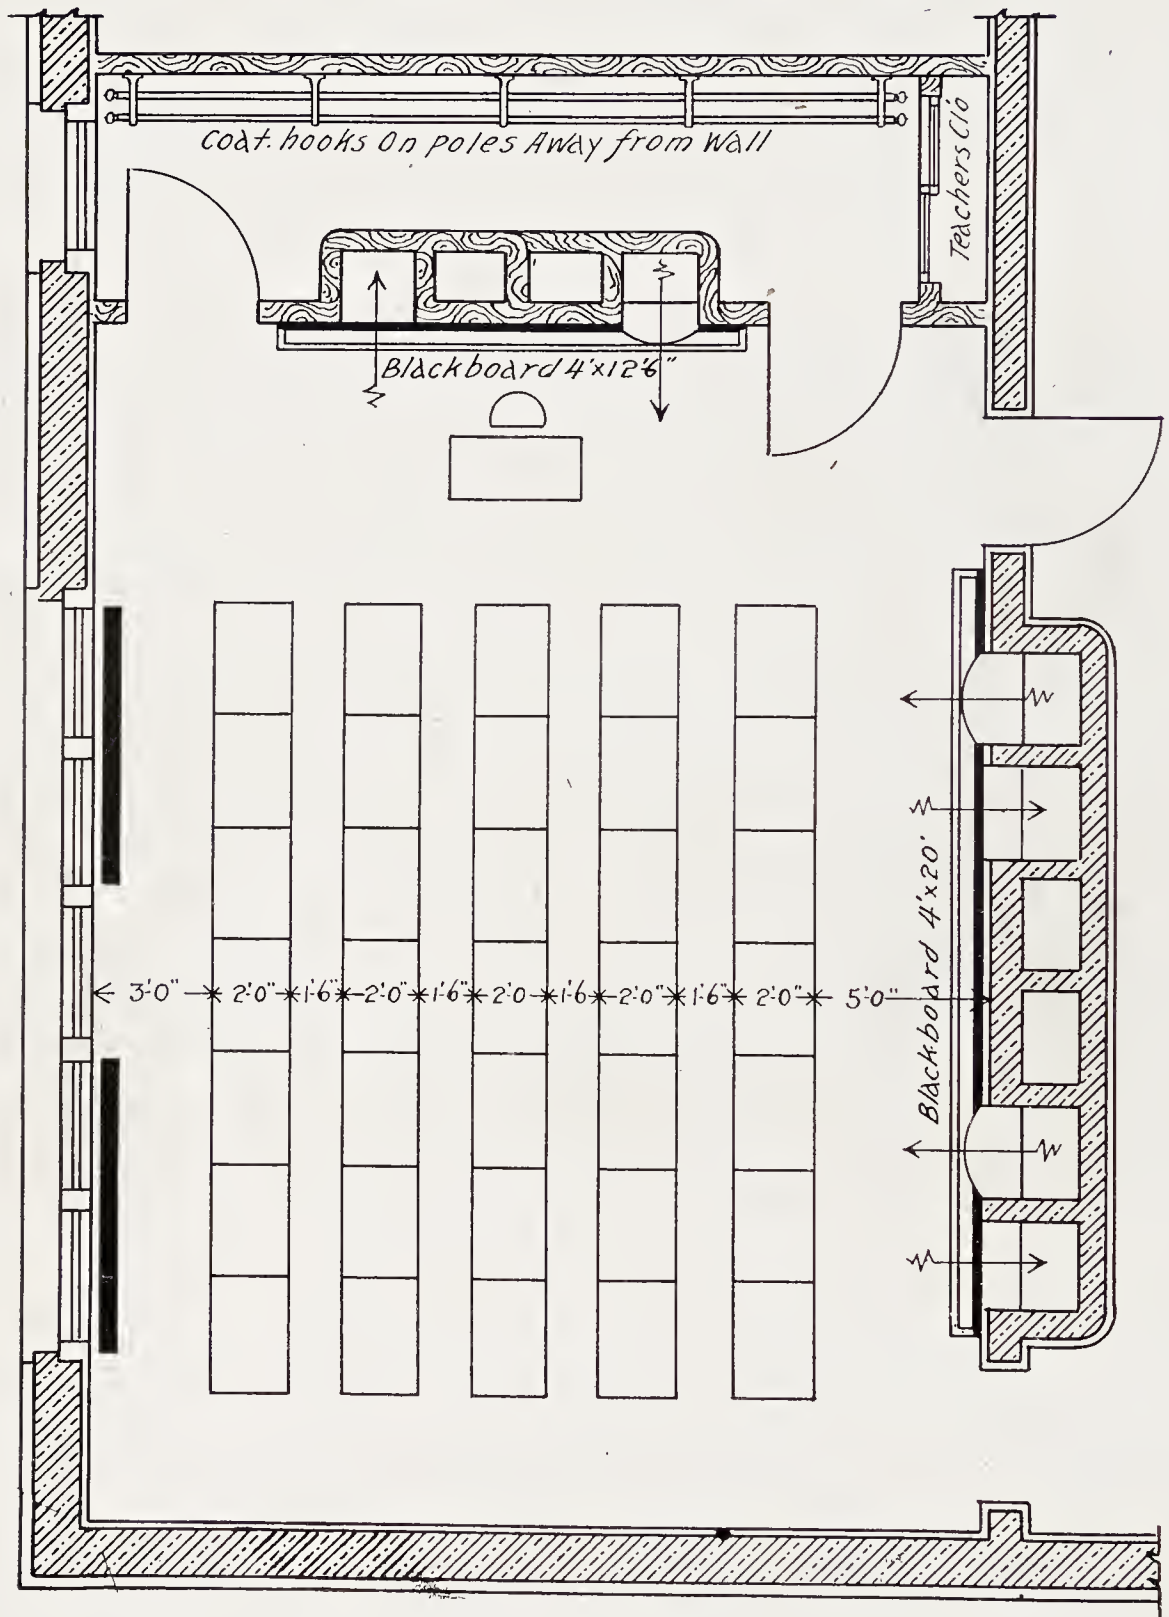 Coat. hooks On poles Away from Wall
Teachers Clo
Blackboard 4'x12'6"
Blackboard 4'x20'
3'-0" 2'-0" 1'-6" 2'-0" 1'-6" 2'-0 1'-6 2'-0" 1'-6" 2'-0" 5'-0"